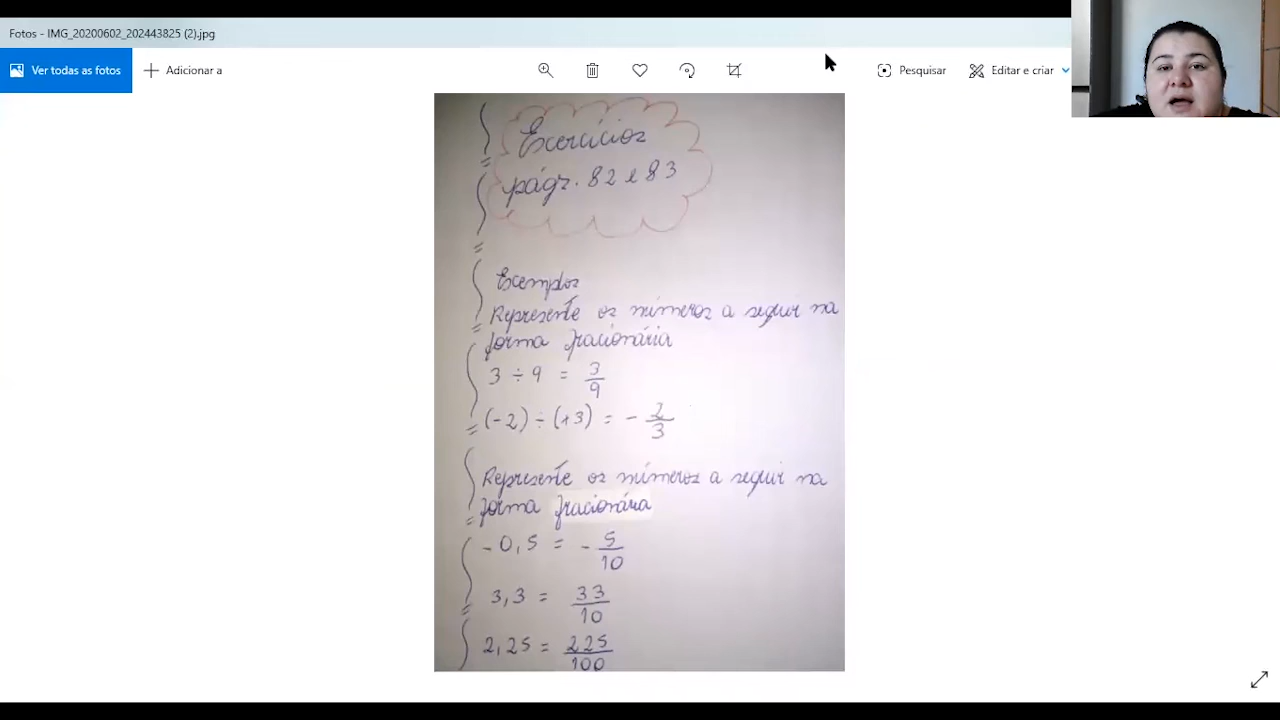 Fotos - IMG_20200602_202443825 (2).jpg
Ver todas as fotos
Adicionar a
Pesquisar
Editar e criar
Exercícios
págs. 82 e 83
Exemplos
Represente os números a seguir na
forma fracionária
3 ÷ 9 = 3/9
(-2) ÷ (+3) = - 2/3
Represente os números a seguir na
forma fracionária
-0,5 = - 5/10
3,3 = 33/10
2,25 = 225/100